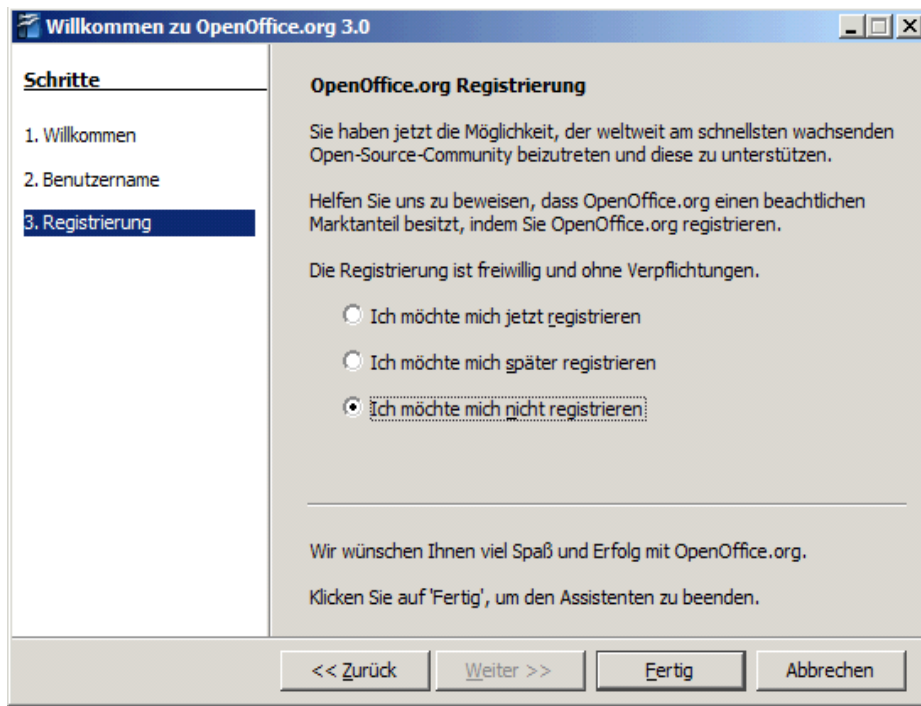 Willkommen zu OpenOffice.org 3.0
Schritte
1. Willkommen
2. Benutzername
3. Registrierung
OpenOffice.org Registrierung
Sie haben jetzt die Möglichkeit, der weltweit am schnellsten wachsenden
Open-Source-Community beizutreten und diese zu unterstützen.
Helfen Sie uns zu beweisen, dass OpenOffice.org einen beachtlichen
Marktanteil besitzt, indem Sie OpenOffice.org registrieren.
Die Registrierung ist freiwillig und ohne Verpflichtungen.
Ich möchte mich jetzt registrieren
Ich möchte mich später registrieren
Ich möchte mich nicht registrieren
Wir wünschen Ihnen viel Spaß und Erfolg mit OpenOffice.org.
Klicken Sie auf 'Fertig', um den Assistenten zu beenden.
<< Zurück Weiter >> Fertig Abbrechen